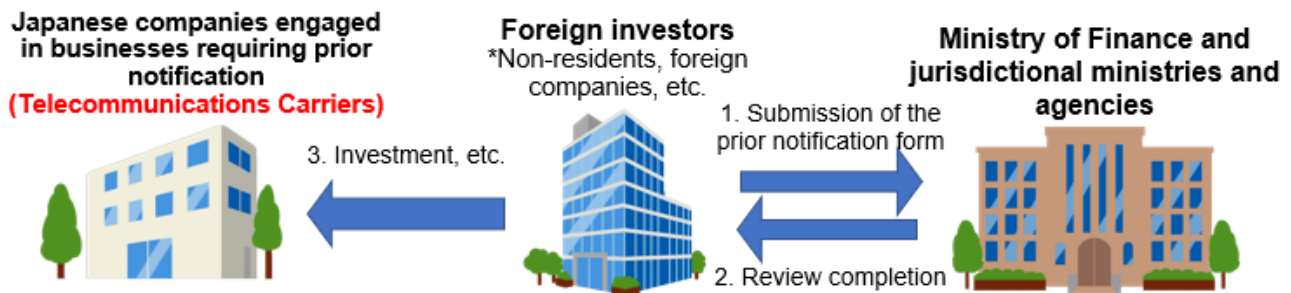 Japanese companies engaged
in businesses requiring prior
notification
(Telecommunications Carriers)
3. Investment, etc.
Foreign investors
*Non-residents, foreign
companies, etc.
1. Submission of the
prior notification form
2. Review completion
Ministry of Finance and
jurisdictional ministries and
agencies